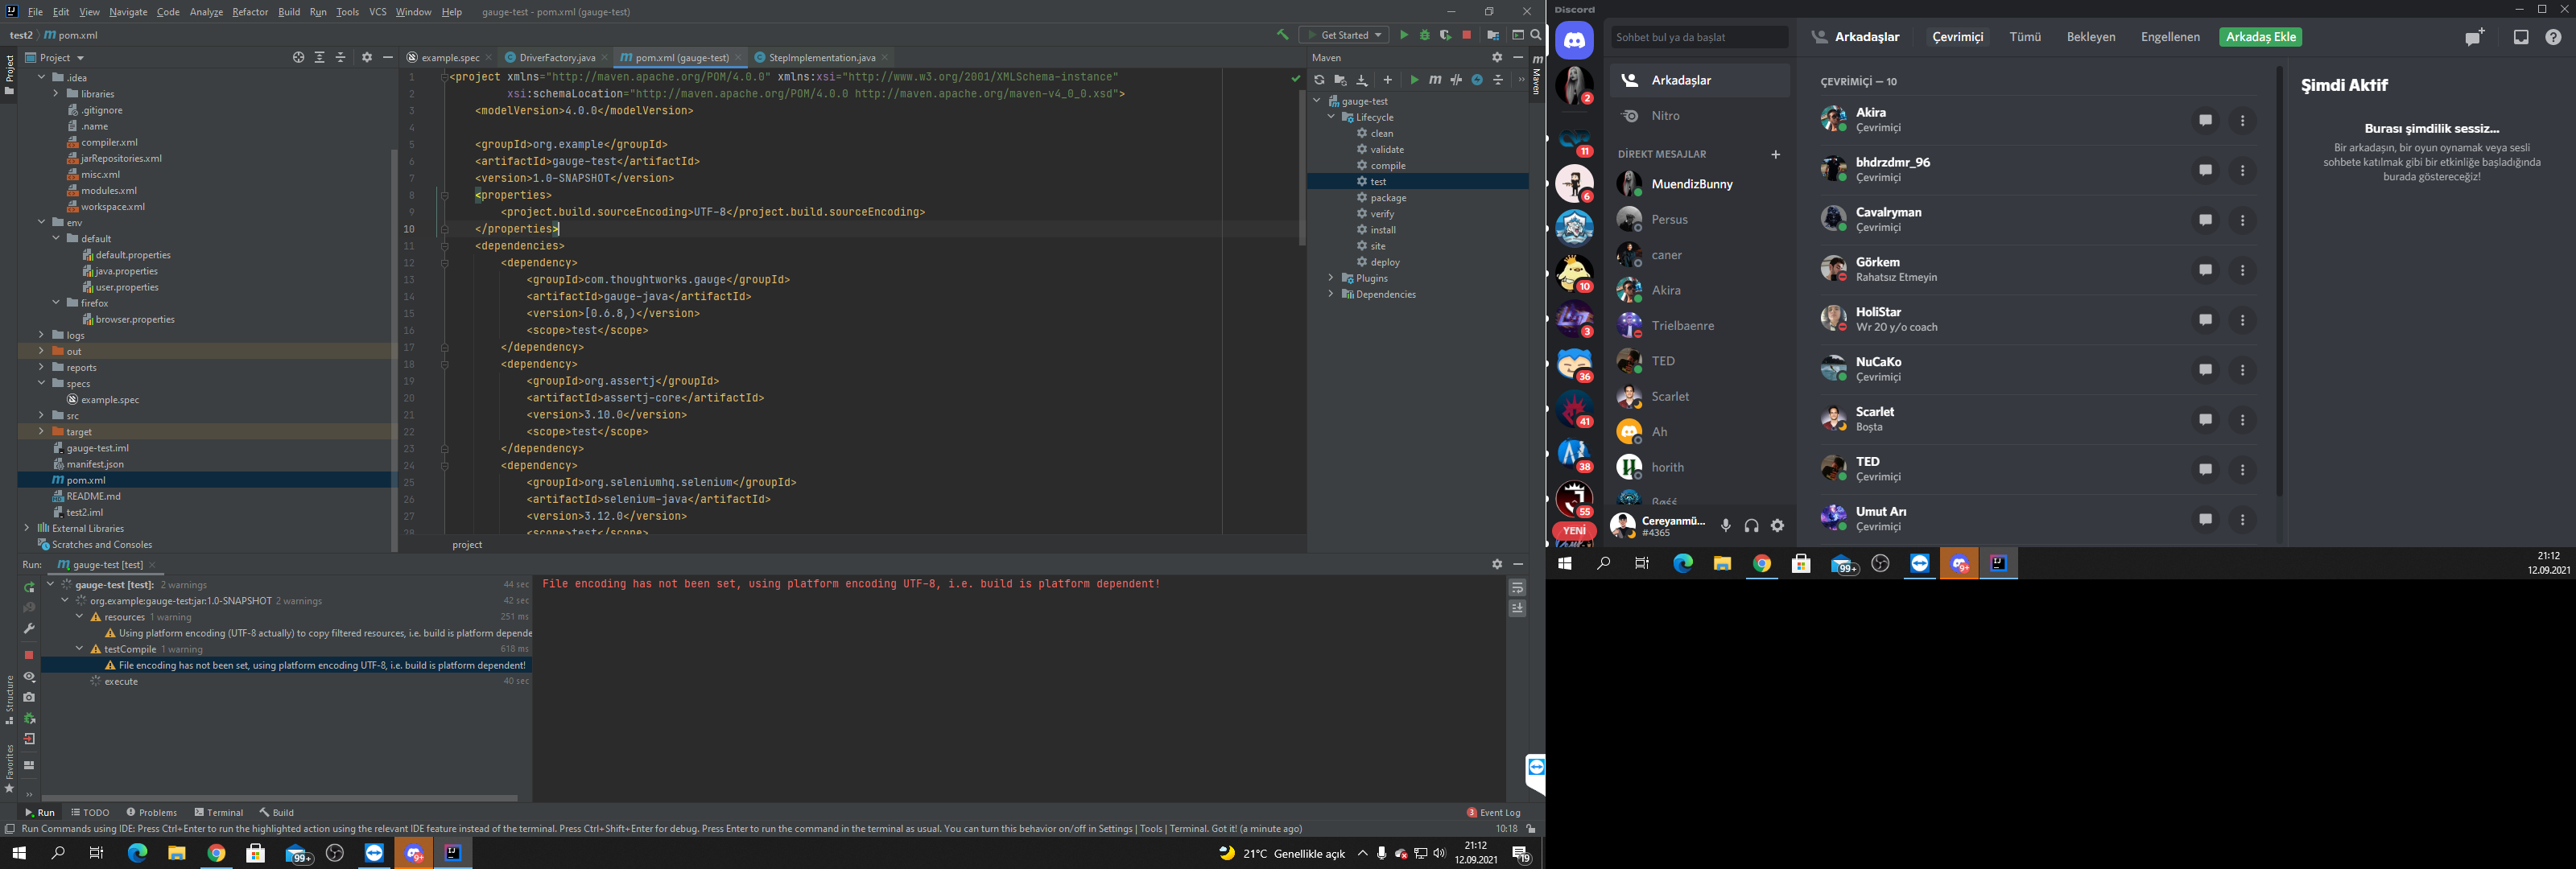 File Edit View Navigate Code Analyze Refactor Build Run Tools VCS Window Help gauge-test - pom.xml (gauge-test)
test2 pom.xml
Get Started
Project
example.spec DriverFactory.java pom.xml (gauge-test) StepImplementation.java
Project
.idea
libraries
.gitignore
.name
compiler.xml
jarRepositories.xml
misc.xml
modules.xml
workspace.xml
env
default
default.properties
java.properties
user.properties
firefox
browser.properties
logs
out
reports
specs
example.spec
src
target
gauge-test.iml
manifest.json
pom.xml
README.md
test2.iml
External Libraries
Scratches and Consoles
1 <project xmlns="http://maven.apache.org/POM/4.0.0" xmlns:xsi="http://www.w3.org/2001/XMLSchema-instance"
2 xsi:schemaLocation="http://maven.apache.org/POM/4.0.0 http://maven.apache.org/maven-v4_0_0.xsd">
3 <modelVersion>4.0.0</modelVersion>
4
5 <groupId>org.example</groupId>
6 <artifactId>gauge-test</artifactId>
7 <version>1.0-SNAPSHOT</version>
8 <properties>
9 <project.build.sourceEncoding>UTF-8</project.build.sourceEncoding>
10 </properties>
11 <dependencies>
12 <dependency>
13 <groupId>com.thoughtworks.gauge</groupId>
14 <artifactId>gauge-java</artifactId>
15 <version>[0.6.8,)</version>
16 <scope>test</scope>
17 </dependency>
18 <dependency>
19 <groupId>org.assertj</groupId>
20 <artifactId>assertj-core</artifactId>
21 <version>3.10.0</version>
22 <scope>test</scope>
23 </dependency>
24 <dependency>
25 <groupId>org.seleniumhq.selenium</groupId>
26 <artifactId>selenium-java</artifactId>
27 <version>3.12.0</version>
28 <scope>test</scope>
project
Maven
Maven
gauge-test
Lifecycle
clean
validate
compile
test
package
verify
install
site
deploy
Plugins
Dependencies
Run: gauge-test [test]
gauge-test [test]: 2 warnings 44 sec
org.example:gauge-test:jar:1.0-SNAPSHOT 2 warnings 42 sec
resources 1 warning 251 ms
Using platform encoding (UTF-8 actually) to copy filtered resources, i.e. build is platform depende
testCompile 1 warning 618 ms
File encoding has not been set, using platform encoding UTF-8, i.e. build is platform dependent!
execute 40 sec
File encoding has not been set, using platform encoding UTF-8, i.e. build is platform dependent!
Structure
Favorites
Run TODO Problems Terminal Build
3 Event Log
Run Commands using IDE: Press Ctrl+Enter to run the highlighted action using the relevant IDE feature instead of the terminal. Press Ctrl+Shift+Enter for debug. Press Enter to run the command in the terminal as usual. You can turn this behavior on/off in Settings | Tools | Terminal. Got it! (a minute ago)
10:18
99+
9+
21°C Genellikle açık
21:12
12.09.2021
19
Discord
Sohbet bul ya da başlat
Arkadaşlar Çevrimiçi Tümü Bekleyen Engellenen Arkadaş Ekle
2
11
6
10
3
36
41
38
55
YENİ
Arkadaşlar
Nitro
DİREKT MESAJLAR
MuendizBunny
Persus
caner
Akira
Trielbaenre
TED
Scarlet
Ah
horith
Cereyanmü...
#4365
ÇEVRİMİÇİ — 10
Akira
Çevrimiçi
bhdrzdmr_96
Çevrimiçi
Cavalryman
Çevrimiçi
Görkem
Rahatsız Etmeyin
HoliStar
Wr 20 y/o coach
NuCaKo
Çevrimiçi
Scarlet
Boşta
TED
Çevrimiçi
Umut Arı
Çevrimiçi
Şimdi Aktif
Burası şimdilik sessiz...
Bir arkadaşın, bir oyun oynamak veya sesli
sohbete katılmak gibi bir etkinliğe başladığında
burada göstereceğiz!
99+
9+
21:12
12.09.2021